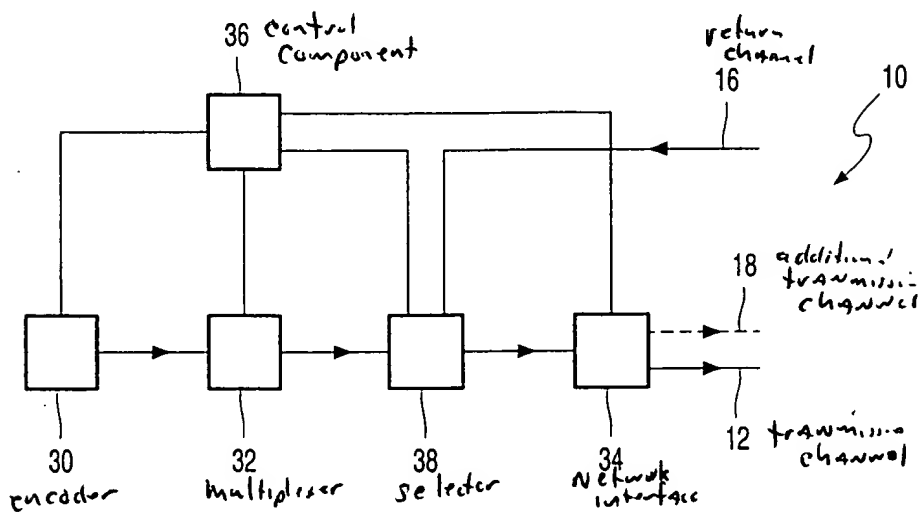 36 control
component
return
channel
16
10
18 additional
transmission
channel
12 transmission
channel
30
encoder
32
multiplexer
38
selector
34
Network
interface